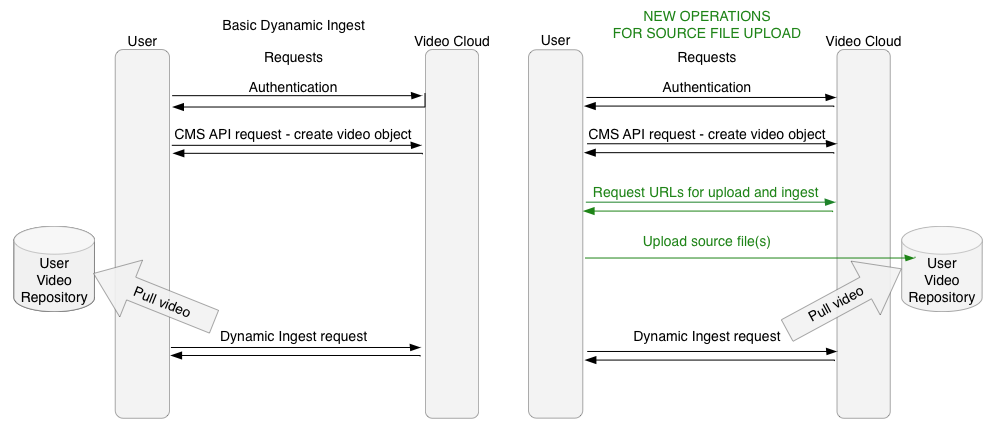 Basic Dyanamic Ingest
User
Video Cloud
Requests
Authentication
CMS API request - create video object
User
Video
Repository
Pull video
Dynamic Ingest request
NEW OPERATIONS
FOR SOURCE FILE UPLOAD
User
Video Cloud
Requests
Authentication
CMS API request - create video object
Request URLs for upload and ingest
Upload source file(s)
User
Video
Repository
Pull video
Dynamic Ingest request